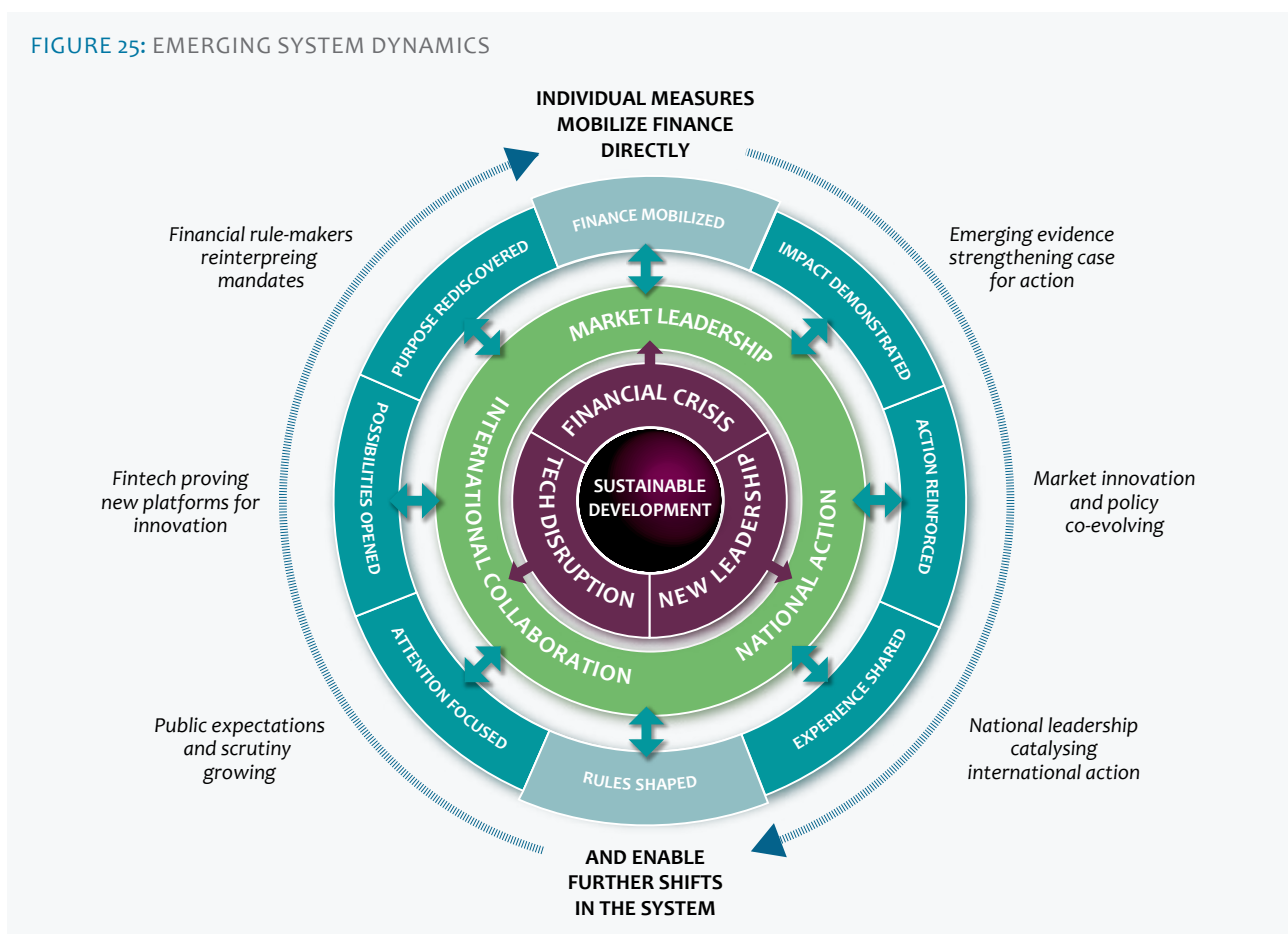 FIGURE 25: EMERGING SYSTEM DYNAMICS
INDIVIDUAL MEASURES
MOBILIZE FINANCE
DIRECTLY
FINANCE MOBILIZED
IMPACT DEMONSTRATED
ACTION REINFORCED
EXPERIENCE SHARED
RULES SHAPED
ATTENTION FOCUSED
POSSIBILITIES OPENED
PURPOSE REDISCOVERED
MARKET LEADERSHIP
NATIONAL ACTION
INTERNATIONAL COLLABORATION
FINANCIAL CRISIS
NEW LEADERSHIP
TECH DISRUPTION
SUSTAINABLE
DEVELOPMENT
Emerging evidence
strengthening case
for action
Market innovation
and policy
co-evolving
National leadership
catalysing
international action
AND ENABLE
FURTHER SHIFTS
IN THE SYSTEM
Public expectations
and scrutiny
growing
Fintech proving
new platforms for
innovation
Financial rule-makers
reinterpreing
mandates